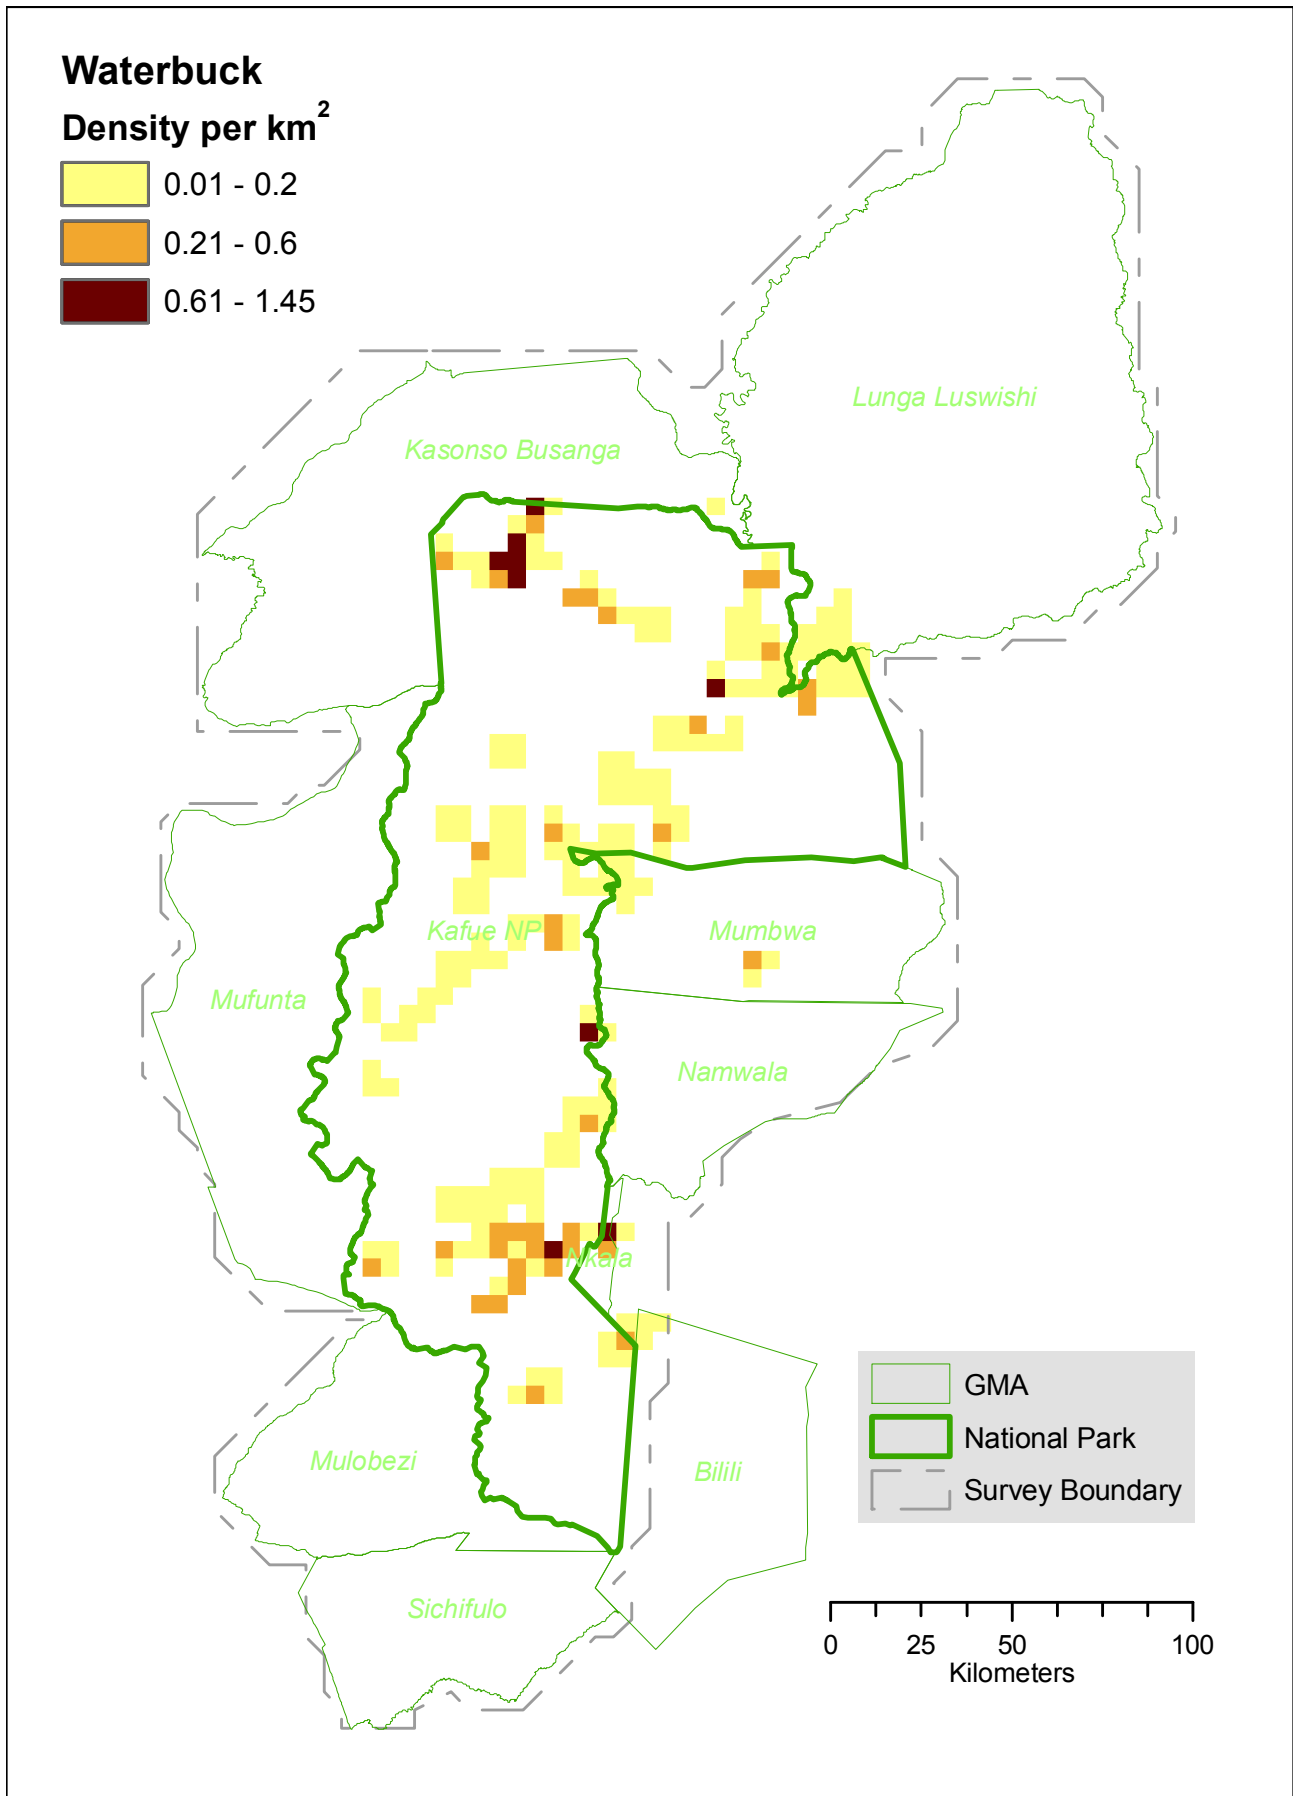 Waterbuck
Density per km²
0.01 - 0.2
0.21 - 0.6
0.61 - 1.45
Lunga Luswishi
Kasonso Busanga
Kafue NP
Mumbwa
Mufunta
Namwala
Nkala
GMA
National Park
Survey Boundary
Mulobezi
Bilili
Sichifulo
0 25 50 100
Kilometers